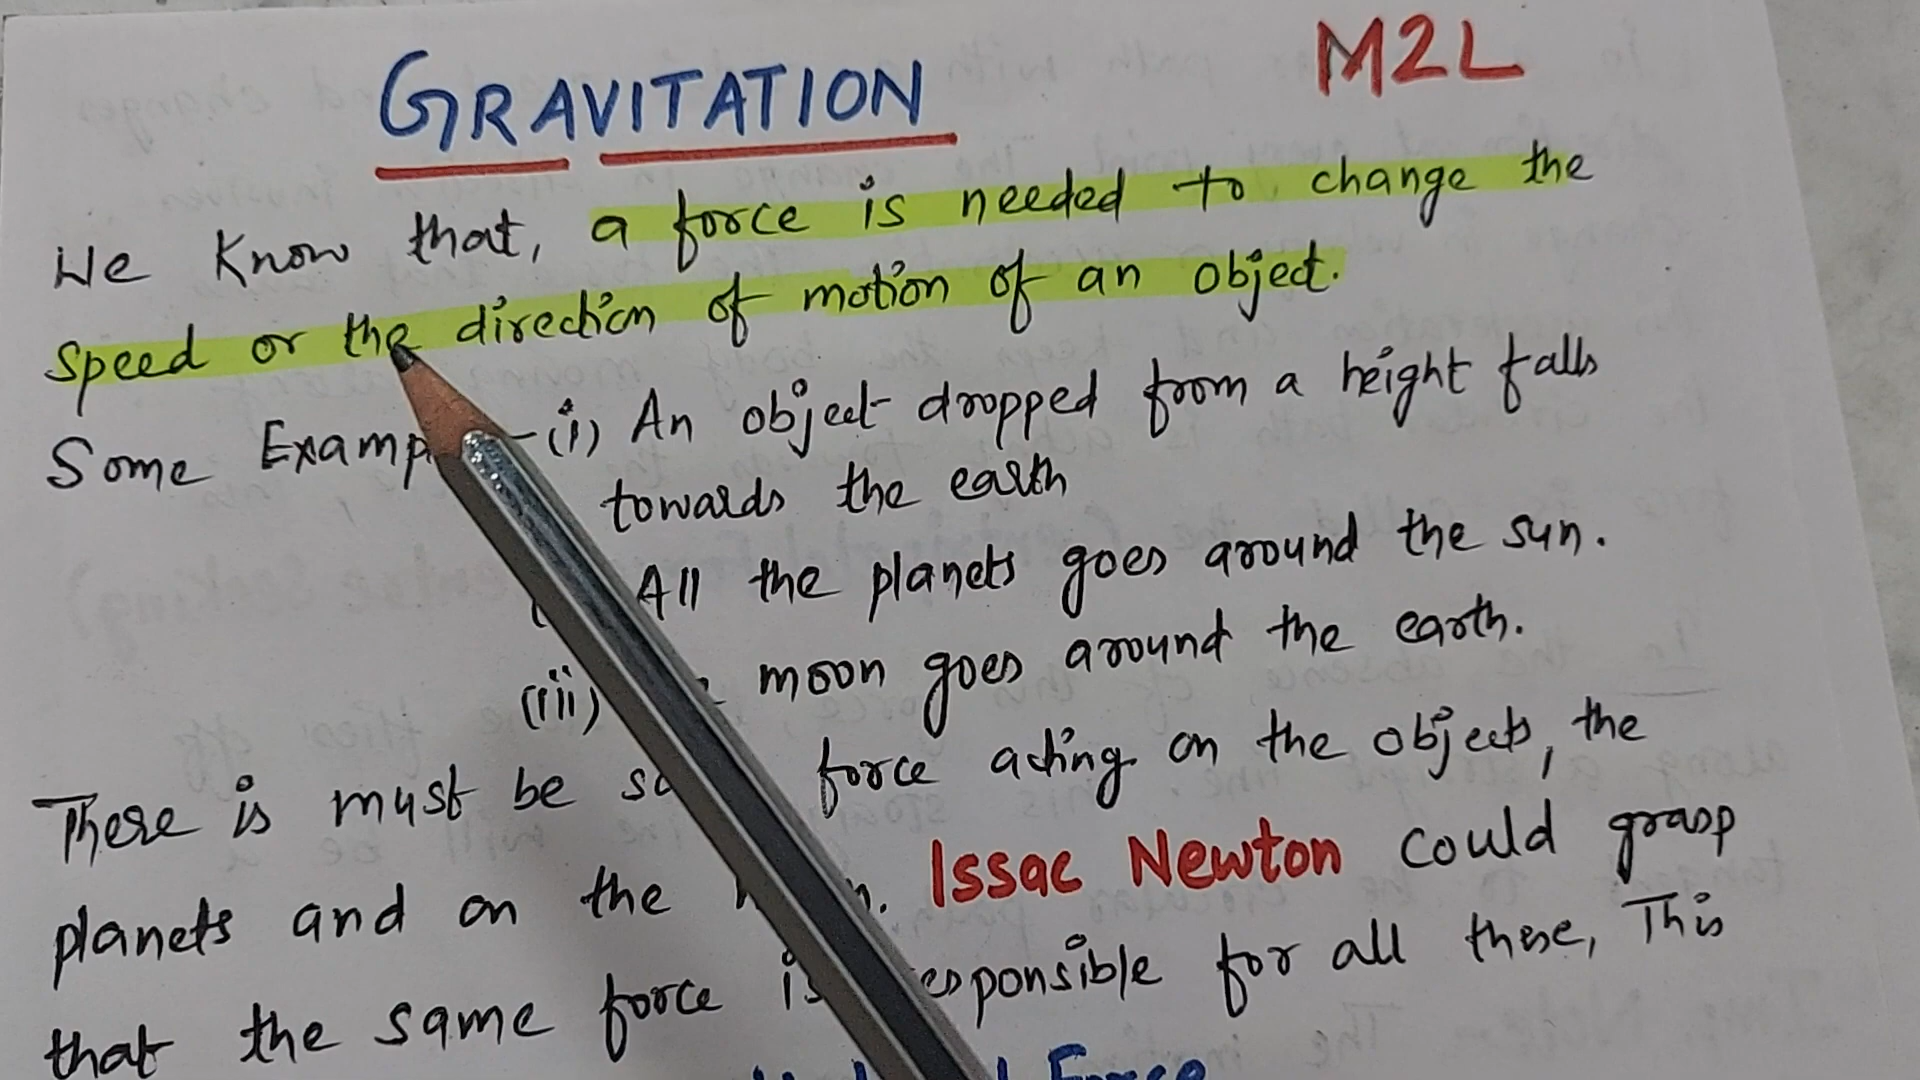 GRAVITATION M2L
We Know that, a force is needed to change the
Speed or the direction of motion of an object.
Some Examp (i) An object dropped from a height falls
towards the earth
All the planets goes around the sun.
(iii) moon goes around the earth.
There is must be force acting on the objects, the
planets and on the Issac Newton could grasp
that the same force is responsible for all these, This
Force